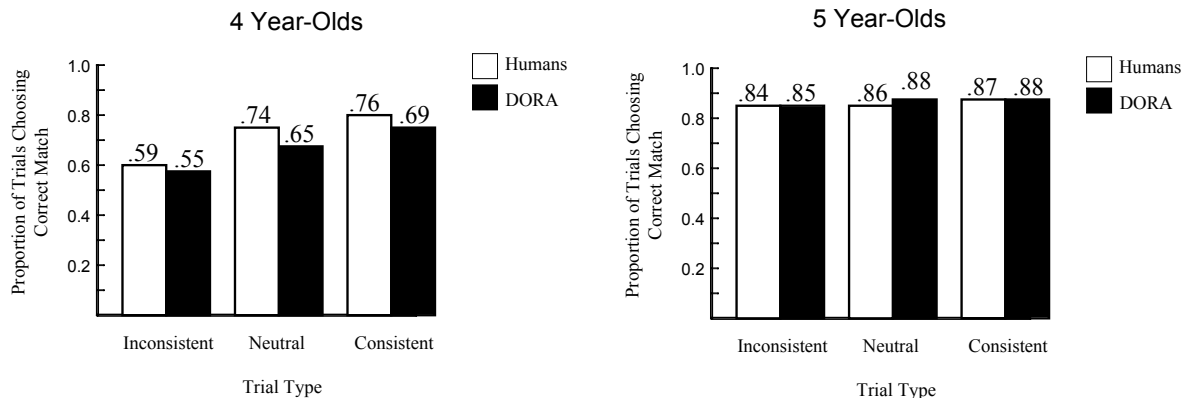 4 Year-Olds
Humans
DORA
Proportion of Trials Choosing
Correct Match
1.0
0.8
0.6
0.4
0.2
.59 .55 .74 .65 .76 .69
Inconsistent Neutral Consistent
Trial Type
5 Year-Olds
Humans
DORA
Proportion of Trials Choosing
Correct Match
1.0
0.8
0.6
0.4
0.2
.84 .85 .86 .88 .87 .88
Inconsistent Neutral Consistent
Trial Type